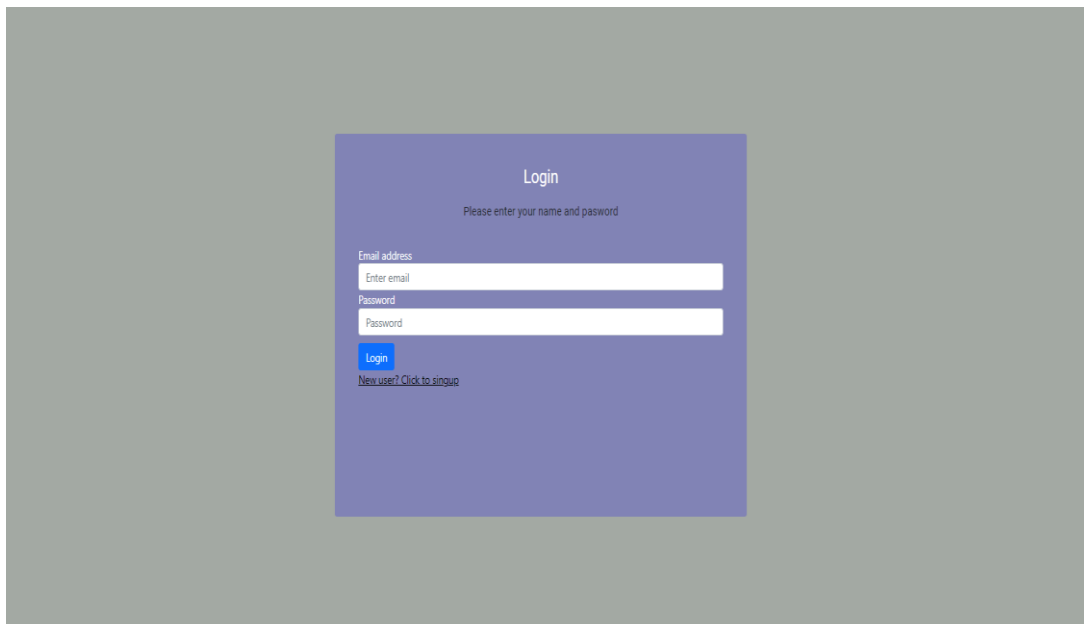 Login
Please enter your name and pasword
Email address
Enter email
Password
Password
Login
New user? Click to singup